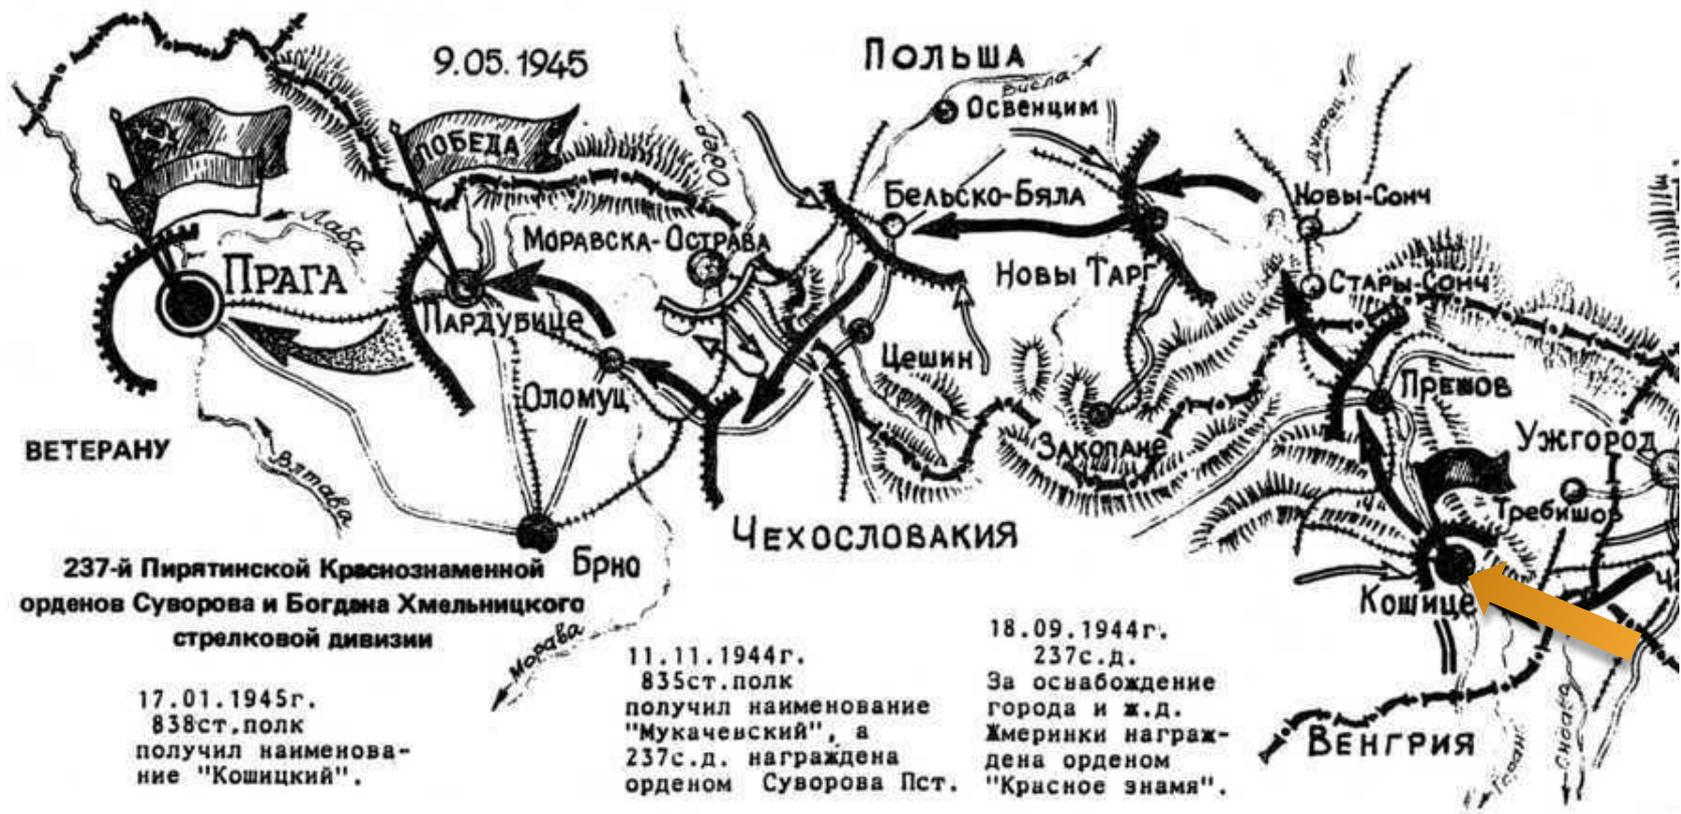 9.05.1945
ПОЛЬША
Висла
ОСВЕНЦИМ
Дунаец
ПОБЕДА
Одер
БЕЛЬСКО-БЯЛА
НОВЫ-СОНЧ
Лаба
МОРАВСКА-ОСТРАВА
ПРАГА
НОВЫ ТАРГ
СТАРЫ-СОНЧ
ПАРДУБИЦЕ
ЦЕШИН
ОЛОМУЦ
ПРЕШОВ
ЗАКОПАНЕ
УЖГОРОД
ВЕТЕРАНУ
Влтава
ТРЕБИШОВ
ЧЕХОСЛОВАКИЯ
БРНО
КОШИЦЕ
237-й Пирятинской Краснознаменной
орденов Суворова и Богдана Хмельницкого
стрелковой дивизии
Морава
17.01.1945г.
838ст.полк
получил наименова-
ние "Кошицкий".
11.11.1944г.
835ст.полк
получил наименование
"Мукачевский", а
237с.д. награждена
орденом Суворова Пст.
18.09.1944г.
237с.д.
За освабождение
города и ж.д.
Жмеринки награж-
дена орденом
"Красное знамя".
ВЕНГРИЯ